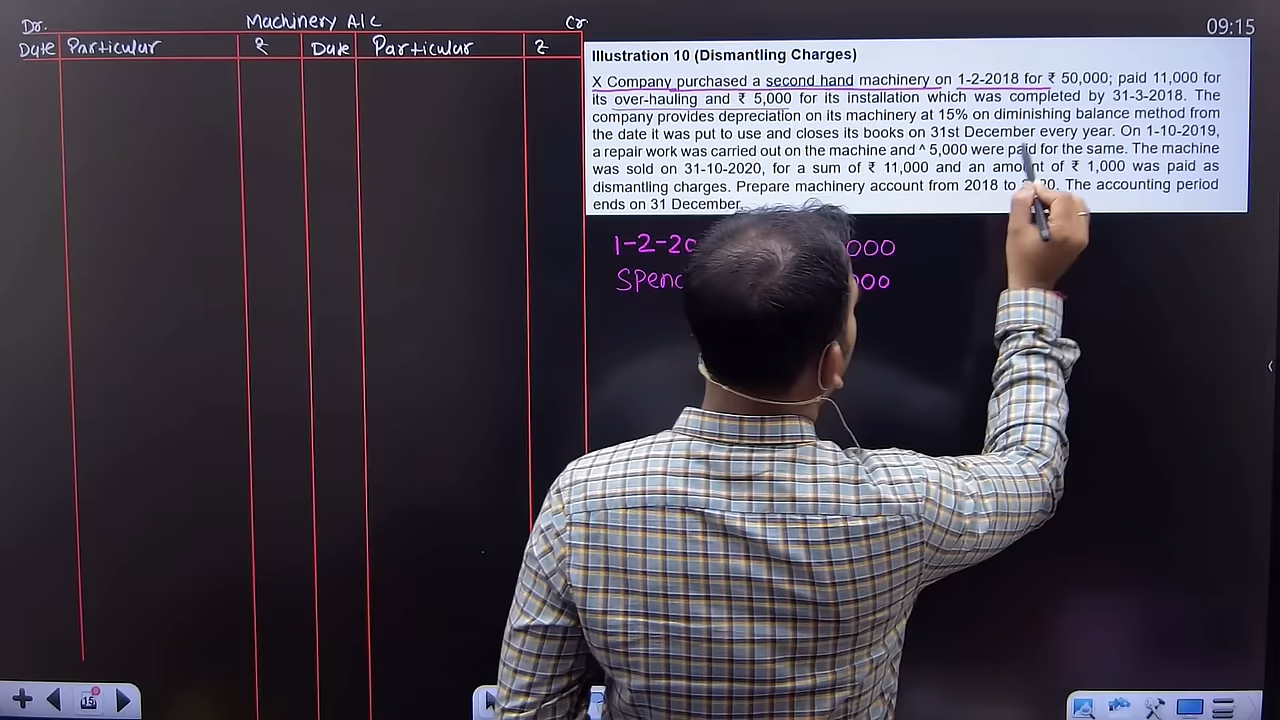 Dr. Machinery A/c Cr.
Date Particular ₹ Date Particular ₹
09:15
Illustration 10 (Dismantling Charges)
X Company purchased a second hand machinery on 1-2-2018 for ₹ 50,000; paid 11,000 for
its over-hauling and ₹ 5,000 for its installation which was completed by 31-3-2018. The
company provides depreciation on its machinery at 15% on diminishing balance method from
the date it was put to use and closes its books on 31st December every year. On 1-10-2019,
a repair work was carried out on the machine and ^ 5,000 were paid for the same. The machine
was sold on 31-10-2020, for a sum of ₹ 11,000 and an amount of ₹ 1,000 was paid as
dismantling charges. Prepare machinery account from 2018 to The accounting period
ends on 31 December.
1-2-20 000
15